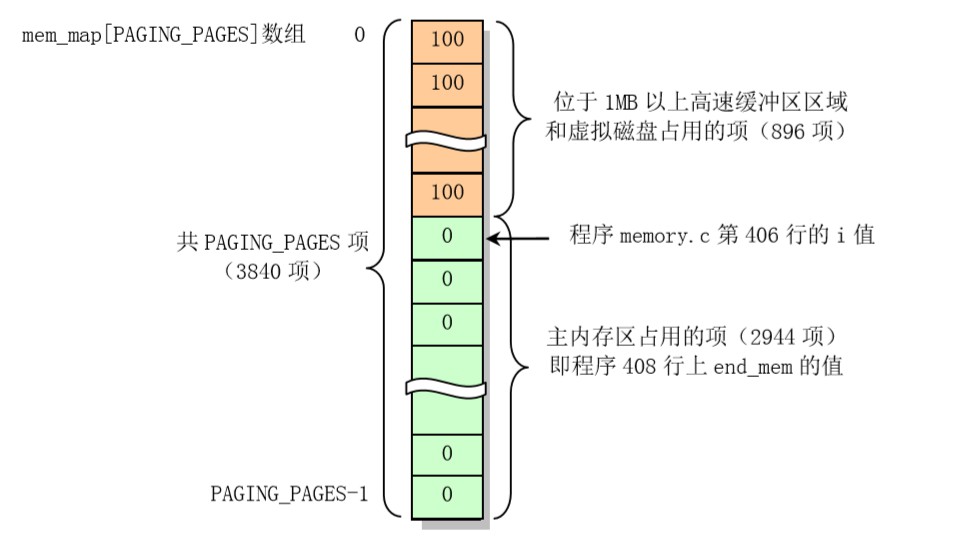 mem_map[PAGING_PAGES]数组 0
100
100
位于 1MB 以上高速缓冲区区域
和虚拟磁盘占用的项（896 项）
100
共 PAGING_PAGES 项
（3840 项）
0
程序 memory.c 第 406 行的 i 值
0
0
主内存区占用的项（2944 项）
即程序 408 行上 end_mem 的值
0
PAGING_PAGES-1
0